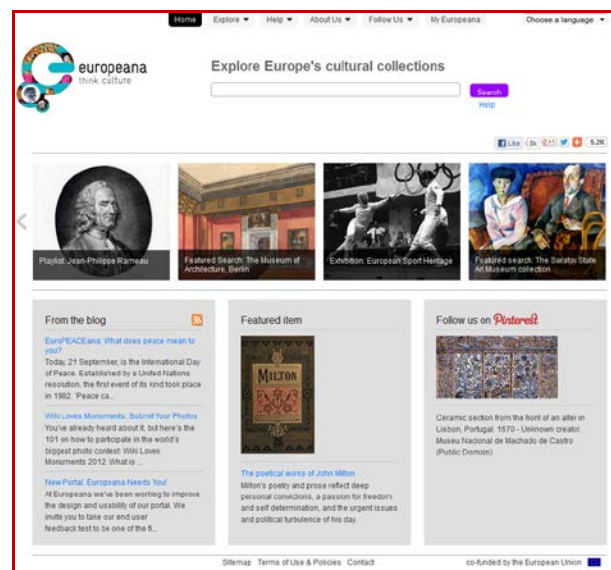 Home Explore ▼ Help ▼ About Us ▼ Follow Us ▼ My Europeana Choose a language ▼
europeana
think culture
Explore Europe's cultural collections
Search
Help
Like 8k +1 5.2K
Playlist: Jean-Philippe Rameau
Featured Search: The Museum of
Architecture, Berlin
Exhibition: European Sport Heritage
Featured search: The Saratov State
Art Museum collection
From the blog
EuroPEACEana: What does peace mean to
you?
Today, 21 September, is the International Day
of Peace. Established by a United Nations
resolution, the first event of its kind took place
in 1982. 'Peace ca...
Wiki Loves Monuments: Submit Your Photos
You've already heard about it, but here's the
101 on how to participate in the world's
biggest photo contest: Wiki Loves
Monuments 2012. What is ...
New Portal: Europeana Needs You!
At Europeana we've been working to improve
the design and usability of our portal. We
invite you to take our end user
feedback test to be one of the fi...
Featured item
MILTON
The poetical works of John Milton
Milton's poetry and prose reflect deep
personal convictions, a passion for freedom
and self determination, and the urgent issues
and political turbulence of his day.
Follow us on Pinterest
Ceramic section from the front of an alter in
Lisbon, Portugal. 1670 - Unknown creator.
Museu Nacional de Machado de Castro
(Public Domain)
Sitemap Terms of Use & Policies Contact co-funded by the European Union